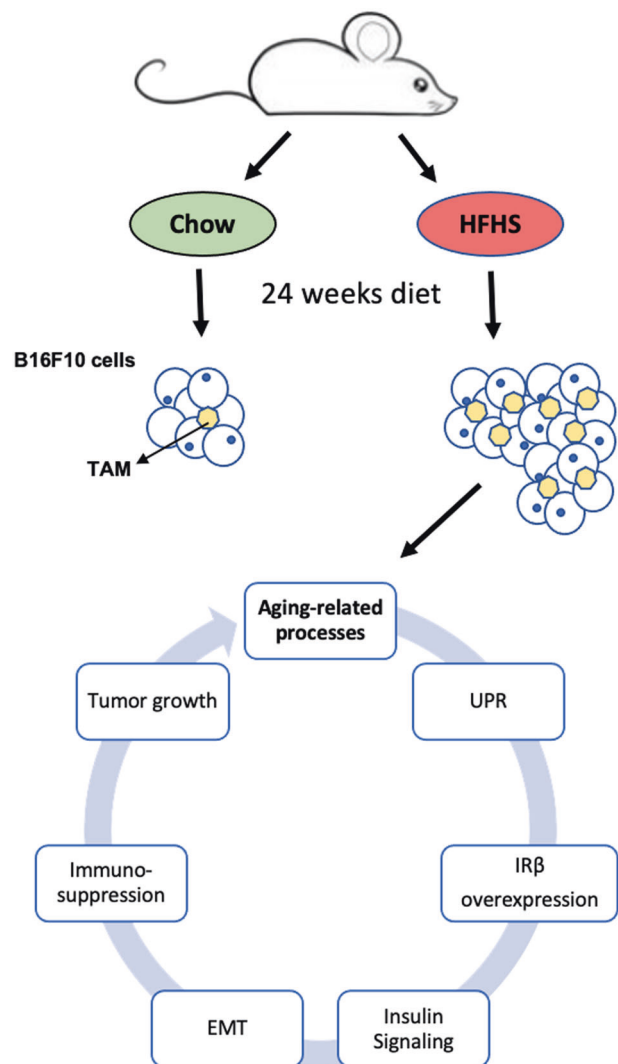 Chow
HFHS
24 weeks diet
B16F10 cells
TAM
Aging-related
processes
Tumor growth
UPR
Immuno-
suppression
IRβ
overexpression
EMT
Insulin
Signaling